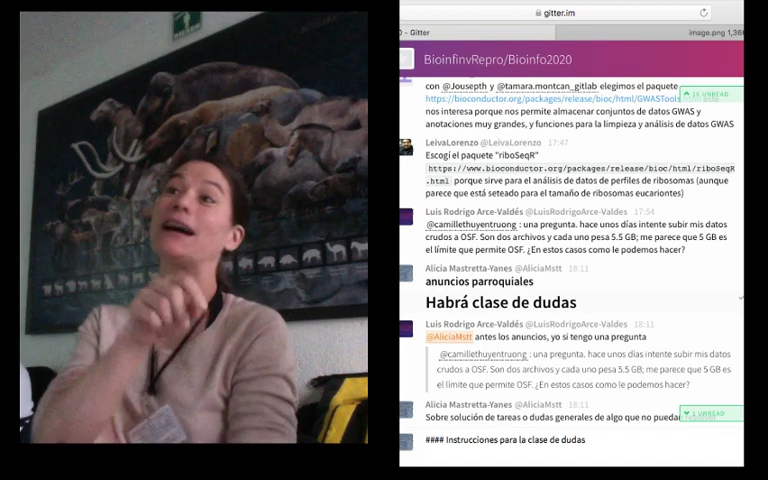 gitter.im
0 - Gitter
image.png 1,36
BioinfinvRepro/Bioinfo2020
con @Jousepth y @tamara.montcan_gitlab elegimos el paquete
16 UNREAD
https://bioconductor.org/packages/release/bioc/html/GWASTools
nos interesa porque nos permite almacenar conjuntos de datos GWAS y
anotaciones muy grandes, y funciones para la limpieza y análisis de datos GWAS
LeivaLorenzo @LeivaLorenzo 17:47
Escogí el paquete "riboSeqR"
https://www.bioconductor.org/packages/release/bioc/html/riboSeqR
.html porque sirve para el análisis de datos de perfiles de ribosomas (aunque
parece que está seteado para el tamaño de ribosomas eucariontes)
Luis Rodrigo Arce-Valdés @LuisRodrigoArce-Valdes 17:54
@camillethuyentruong : una pregunta. hace unos días intente subir mis datos
crudos a OSF. Son dos archivos y cada uno pesa 5.5 GB; me parece que 5 GB es
el límite que permite OSF. ¿En estos casos como le podemos hacer?
Alicia Mastretta-Yanes @AliciaMstt 18:11
anuncios parroquiales
Habrá clase de dudas
Luis Rodrigo Arce-Valdés @LuisRodrigoArce-Valdes 18:11
@AliciaMstt antes los anuncios, yo si tengo una pregunta
@camillethuyentruong : una pregunta. hace unos días intente subir mis datos
crudos a OSF. Son dos archivos y cada uno pesa 5.5 GB; me parece que 5 GB es
el límite que permite OSF. ¿En estos casos como le podemos hacer?
Alicia Mastretta-Yanes @AliciaMstt 18:11
Sobre solución de tareas o dudas generales de algo que no puedan
1 UNREAD
#### Instrucciones para la clase de dudas